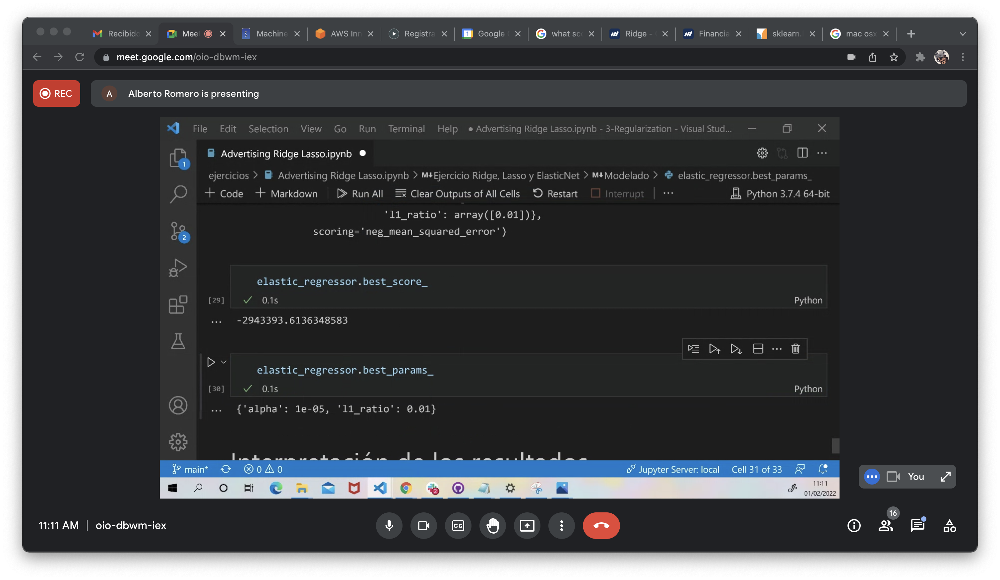 Recibido
Mee
Machine
AWS Inn
Registra
Google
what sco
Ridge -
Financia
sklearn.
mac osx
meet.google.com/oio-dbwm-iex
REC
A
Alberto Romero is presenting
File Edit Selection View Go Run Terminal Help ● Advertising Ridge Lasso.ipynb - 3-Regularization - Visual Stud...
1
Advertising Ridge Lasso.ipynb
ejercicios > Advertising Ridge Lasso.ipynb > M↓Ejercicio Ridge, Lasso y ElasticNet > M↓Modelado > elastic_regressor.best_params_
+ Code + Markdown Run All Clear Outputs of All Cells Restart Interrupt ... Python 3.7.4 64-bit
'l1_ratio': array([0.01])},
scoring='neg_mean_squared_error')
2
elastic_regressor.best_score_
[29] ✓ 0.1s Python
... -2943393.6136348583
elastic_regressor.best_params_
[30] ✓ 0.1s Python
... {'alpha': 1e-05, 'l1_ratio': 0.01}
Interpretación de los resultados
main* 0 0 Jupyter Server: local Cell 31 of 33
You
2
11:11
01/02/2022
11:11 AM | oio-dbwm-iex
CC
16